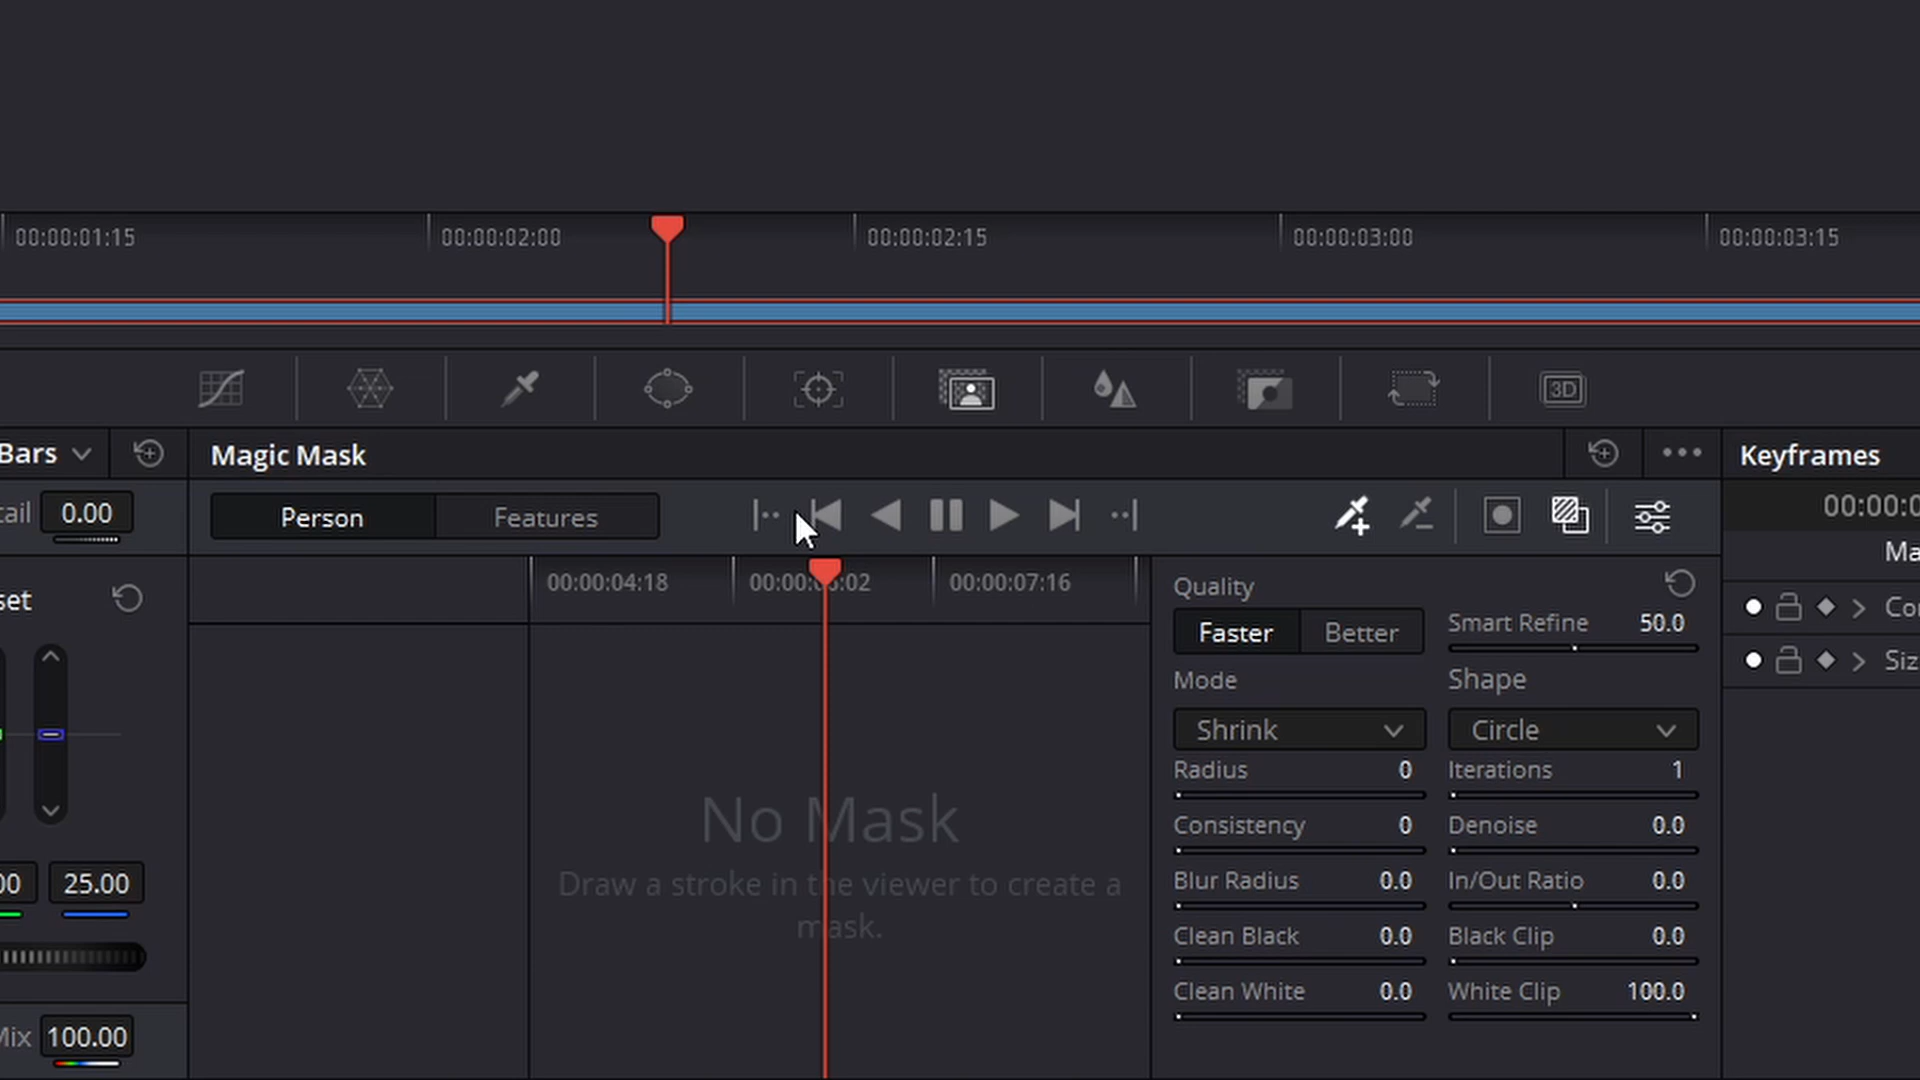 00:00:01:15 00:00:02:00 00:00:02:15 00:00:03:00 00:00:03:15
3D
Bars Magic Mask Keyframes
0.00 Person Features
Quality
Faster Better
Smart Refine 50.0
Mode Shape
Shrink Circle
00:00:04:18 00:00:07:16
Radius 0 Iterations 1
No Mask
Draw a stroke in the viewer to create a
mask.
Consistency 0 Denoise 0.0
Blur Radius 0.0 In/Out Ratio 0.0
25.00
Clean Black 0.0 Black Clip 0.0
Clean White 0.0 White Clip 100.0
Mix 100.00